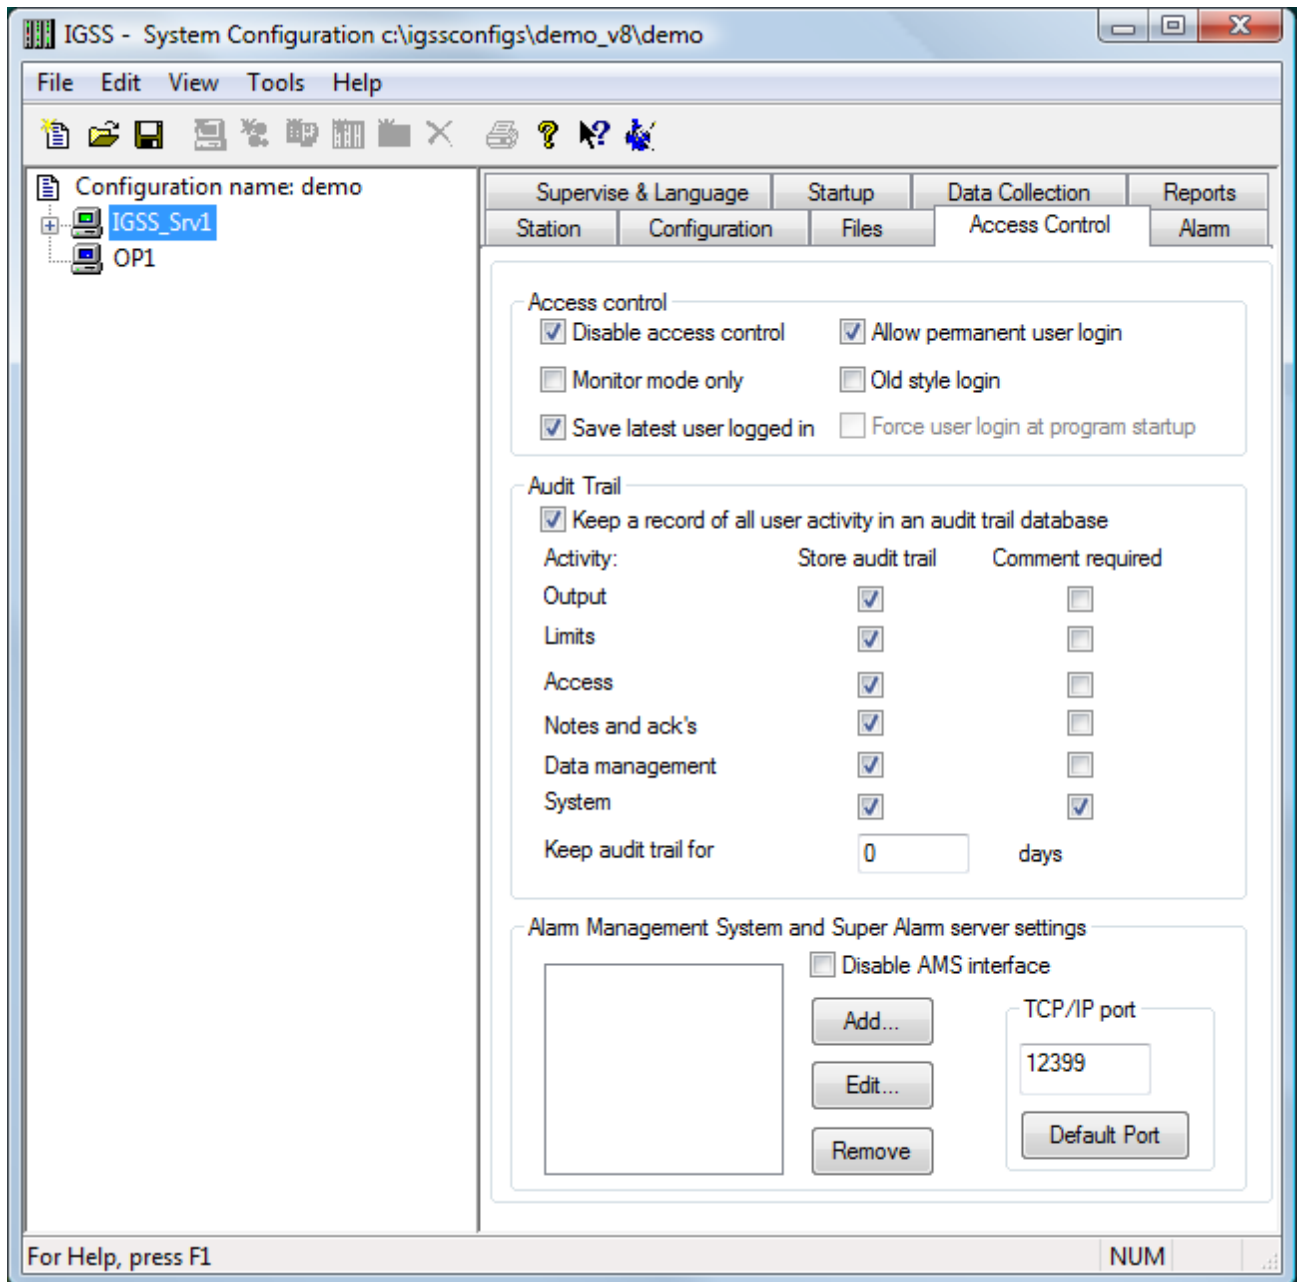 IGSS - System Configuration c:\igssconfigs\demo_v8\demo
File Edit View Tools Help
Configuration name: demo
IGSS_Srv1
OP1
Supervise & Language Startup Data Collection Reports
Station Configuration Files Access Control Alarm
Access control
Disable access control Allow permanent user login
Monitor mode only Old style login
Save latest user logged in Force user login at program startup
Audit Trail
Keep a record of all user activity in an audit trail database
Activity: Store audit trail Comment required
Output
Limits
Access
Notes and ack's
Data management
System
Keep audit trail for 0 days
Alarm Management System and Super Alarm server settings
Disable AMS interface
Add... TCP/IP port
12399
Edit...
Default Port
Remove
For Help, press F1 NUM